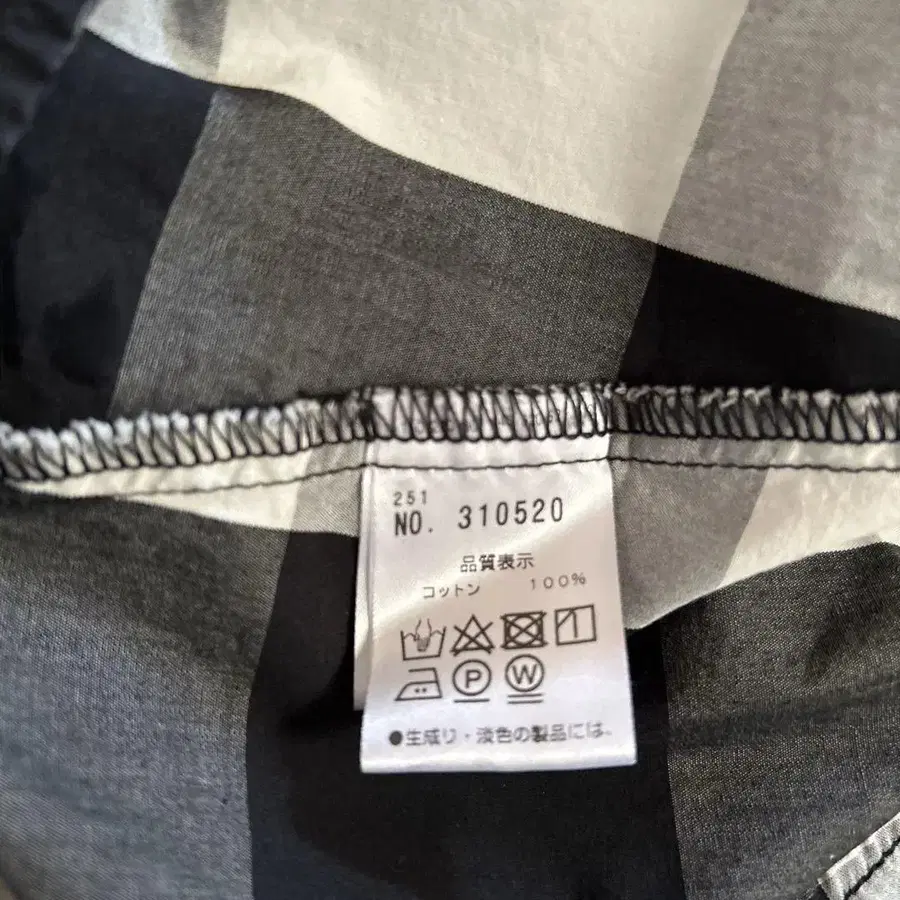 251
NO. 310520
品質表示
コットン 100%
P W
●生成り・淡色の製品には、